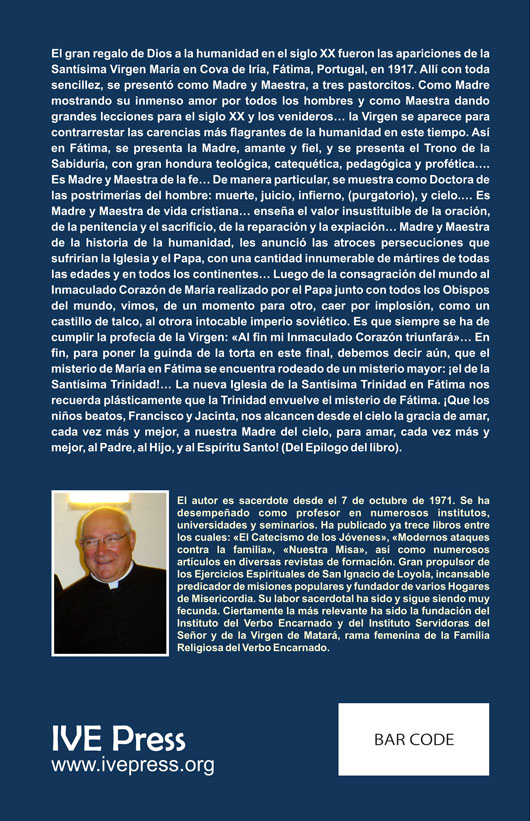 El gran regalo de Dios a la humanidad en el siglo XX fueron las apariciones de la
Santísima Virgen María en Cova de Iría, Fátima, Portugal, en 1917. Allí con toda
sencillez, se presentó como Madre y Maestra, a tres pastorcitos. Como Madre
mostrando su inmenso amor por todos los hombres y como Maestra dando
grandes lecciones para el siglo XX y los venideros… la Virgen se aparece para
contrarrestar las carencias más flagrantes de la humanidad en este tiempo. Así
en Fátima, se presenta la Madre, amante y fiel, y se presenta el Trono de la
Sabiduría, con gran hondura teológica, catequética, pedagógica y profética….
Es Madre y Maestra de la fe… De manera particular, se muestra como Doctora de
las postrimerías del hombre: muerte, juicio, infierno, (purgatorio), y cielo.… Es
Madre y Maestra de vida cristiana… enseña el valor insustituible de la oración,
de la penitencia y el sacrificio, de la reparación y la expiación… Madre y Maestra
de la historia de la humanidad, les anunció las atroces persecuciones que
sufrirían la Iglesia y el Papa, con una cantidad innumerable de mártires de todas
las edades y en todos los continentes… Luego de la consagración del mundo al
Inmaculado Corazón de María realizado por el Papa junto con todos los Obispos
del mundo, vimos, de un momento para otro, caer por implosión, como un
castillo de talco, al otrora intocable imperio soviético. Es que siempre se ha de
cumplir la profecía de la Virgen: «Al fin mi Inmaculado Corazón triunfará»… En
fin, para poner la guinda de la torta en este final, debemos decir aún, que el
misterio de María en Fátima se encuentra rodeado de un misterio mayor: ¡el de la
Santísima Trinidad!… La nueva Iglesia de la Santísima Trinidad en Fátima nos
recuerda plásticamente que la Trinidad envuelve el misterio de Fátima. ¡Que los
niños beatos, Francisco y Jacinta, nos alcancen desde el cielo la gracia de amar,
cada vez más y mejor, a nuestra Madre del cielo, para amar, cada vez más y
mejor, al Padre, al Hijo, y al Espíritu Santo! (Del Epílogo del libro).
El autor es sacerdote desde el 7 de octubre de 1971. Se ha
desempeñado como profesor en numerosos institutos,
universidades y seminarios. Ha publicado ya trece libros entre
los cuales: «El Catecismo de los Jóvenes», «Modernos ataques
contra la familia», «Nuestra Misa», así como numerosos
artículos en diversas revistas de formación. Gran propulsor de
los Ejercicios Espirituales de San Ignacio de Loyola, incansable
predicador de misiones populares y fundador de varios Hogares
de Misericordia. Su labor sacerdotal ha sido y sigue siendo muy
fecunda. Ciertamente la más relevante ha sido la fundación del
Instituto del Verbo Encarnado y del Instituto Servidoras del
Señor y de la Virgen de Matará, rama femenina de la Familia
Religiosa del Verbo Encarnado.
IVE Press
www.ivepress.org
BAR CODE